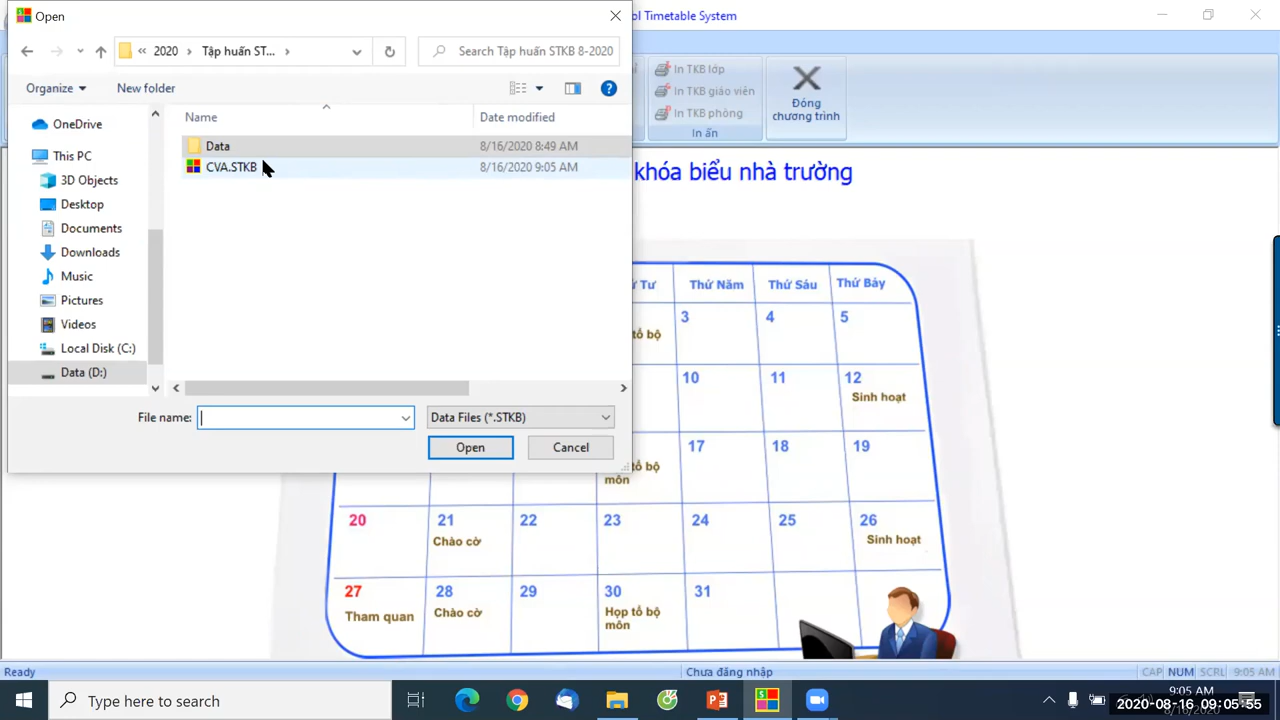 Open
ol Timetable System
2020
Tập huấn ST...
Search Tập huấn STKB 8-2020
Organize
New folder
Name
Date modified
OneDrive
This PC
3D Objects
Desktop
Documents
Downloads
Music
Pictures
Videos
Local Disk (C:)
Data (D:)
Data
8/16/2020 8:49 AM
CVA.STKB
8/16/2020 9:05 AM
File name:
Data Files (*.STKB)
Open
Cancel
In TKB lớp
In TKB giáo viên
In TKB phòng
In ấn
Đóng
chương trình
khóa biểu nhà trường
Tư
Thứ Năm
Thứ Sáu
Thứ Bảy
3
4
5
tổ bộ
10
11
12
Sinh hoạt
17
18
19
tổ bộ
môn
20
21
22
23
24
25
26
Chào cờ
Sinh hoạt
27
28
29
30
31
Tham quan
Chào cờ
Họp tổ bộ
môn
Ready
Chưa đăng nhập
CAP
NUM
SCRL
9:05 AM
Type here to search
9:05 AM
2020-08-16 09:05:55